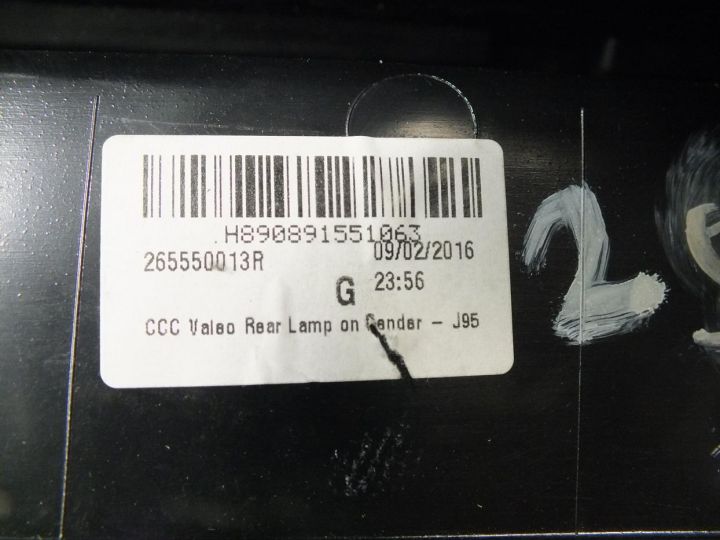 H890891551063
265550013R 09/02/2016
G 23:56
CCC Valeo Rear Lamp on Fender - J95
2